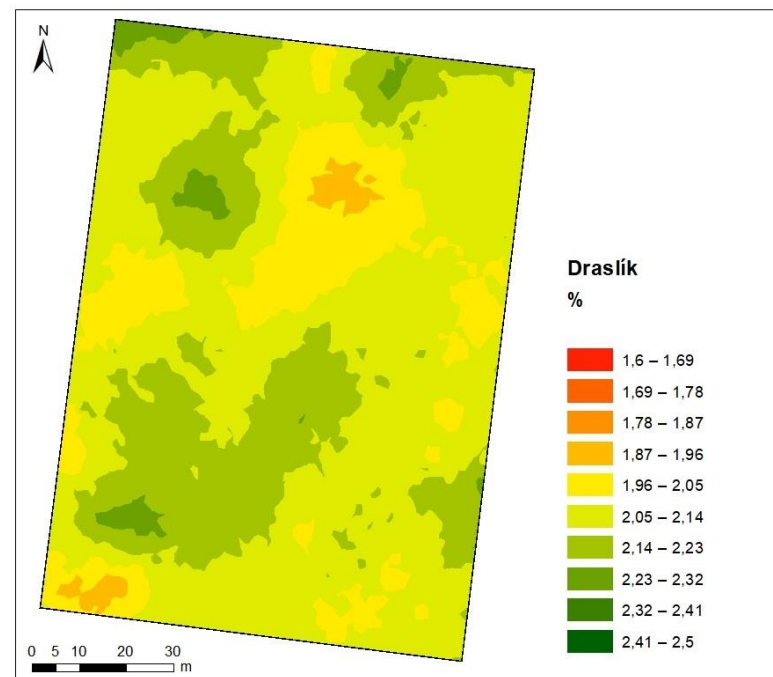 N
Draslík
%
1,6 – 1,69
1,69 – 1,78
1,78 – 1,87
1,87 – 1,96
1,96 – 2,05
2,05 – 2,14
2,14 – 2,23
2,23 – 2,32
2,32 – 2,41
2,41 – 2,5
0 5 10 20 30
m